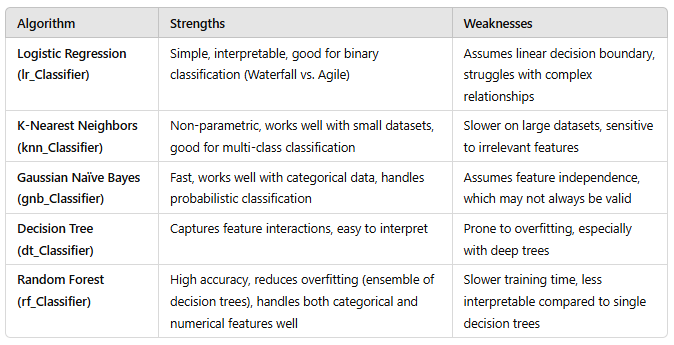 Algorithm Strengths Weaknesses
Logistic Regression Simple, interpretable, good for binary Assumes linear decision boundary,
(lr_Classifier) classification (Waterfall vs. Agile) struggles with complex
relationships
K-Nearest Neighbors Non-parametric, works well with small datasets, Slower on large datasets, sensitive
(knn_Classifier) good for multi-class classification to irrelevant features
Gaussian Naïve Bayes Fast, works well with categorical data, handles Assumes feature independence,
(gnb_Classifier) probabilistic classification which may not always be valid
Decision Tree Captures feature interactions, easy to interpret Prone to overfitting, especially
(dt_Classifier) with deep trees
Random Forest High accuracy, reduces overfitting (ensemble of Slower training time, less
(rf_Classifier) decision trees), handles both categorical and interpretable compared to single
numerical features well decision trees